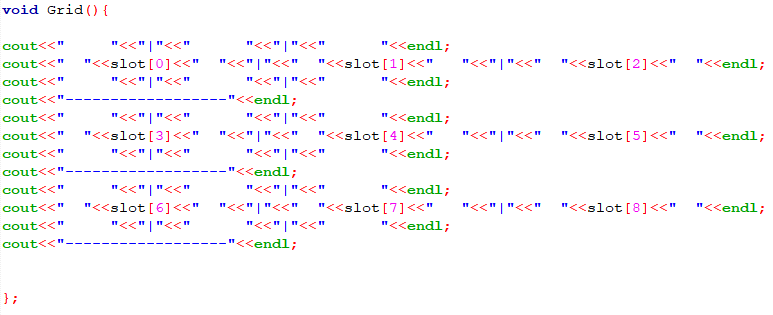 void Grid(){
cout<<"     "<<"|"<<"      "<<"|"<<"      "<<endl;
cout<<"  "<<slot[0]<<"  "<<"|"<<"  "<<slot[1]<<"   "<<"|"<<"  "<<slot[2]<<"  "<<endl;
cout<<"     "<<"|"<<"      "<<"|"<<"      "<<endl;
cout<<"------------------"<<endl;
cout<<"     "<<"|"<<"      "<<"|"<<"      "<<endl;
cout<<"  "<<slot[3]<<"  "<<"|"<<"  "<<slot[4]<<"   "<<"|"<<"  "<<slot[5]<<"  "<<endl;
cout<<"     "<<"|"<<"      "<<"|"<<"      "<<endl;
cout<<"------------------"<<endl;
cout<<"     "<<"|"<<"      "<<"|"<<"      "<<endl;
cout<<"  "<<slot[6]<<"  "<<"|"<<"  "<<slot[7]<<"   "<<"|"<<"  "<<slot[8]<<"  "<<endl;
cout<<"     "<<"|"<<"      "<<"|"<<"      "<<endl;
cout<<"------------------"<<endl;
};